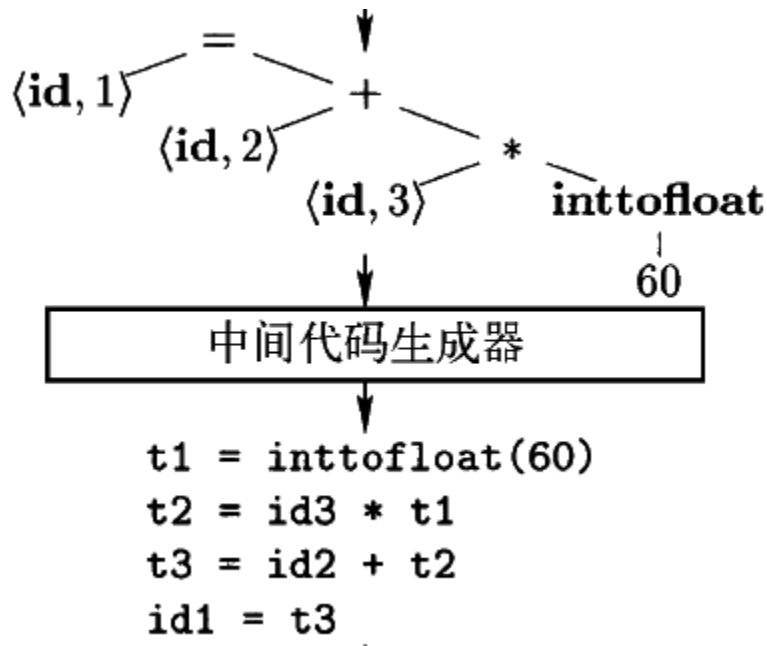 =
⟨id, 1⟩ +
⟨id, 2⟩ *
⟨id, 3⟩ inttofloat
60
中间代码生成器
t1 = inttofloat(60)
t2 = id3 * t1
t3 = id2 + t2
id1 = t3